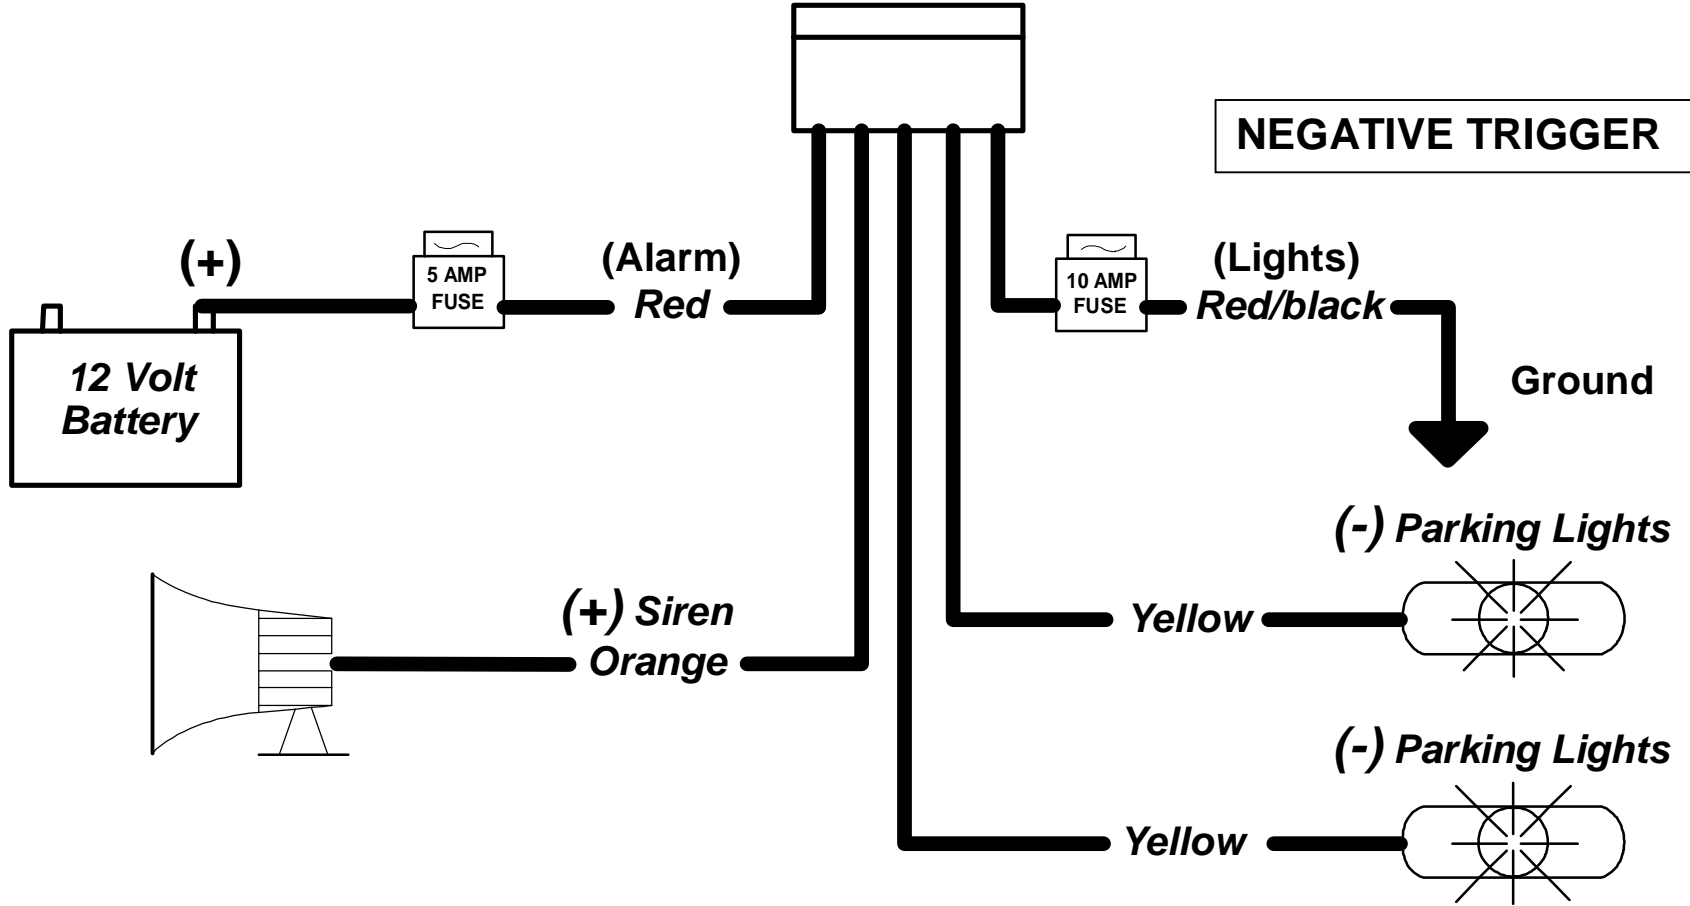 NEGATIVE TRIGGER
(+)
5 AMP
FUSE
(Alarm)
Red
10 AMP
FUSE
(Lights)
Red/black
12 Volt
Battery
Ground
(-) Parking Lights
Yellow
(+) Siren
Orange
(-) Parking Lights
Yellow